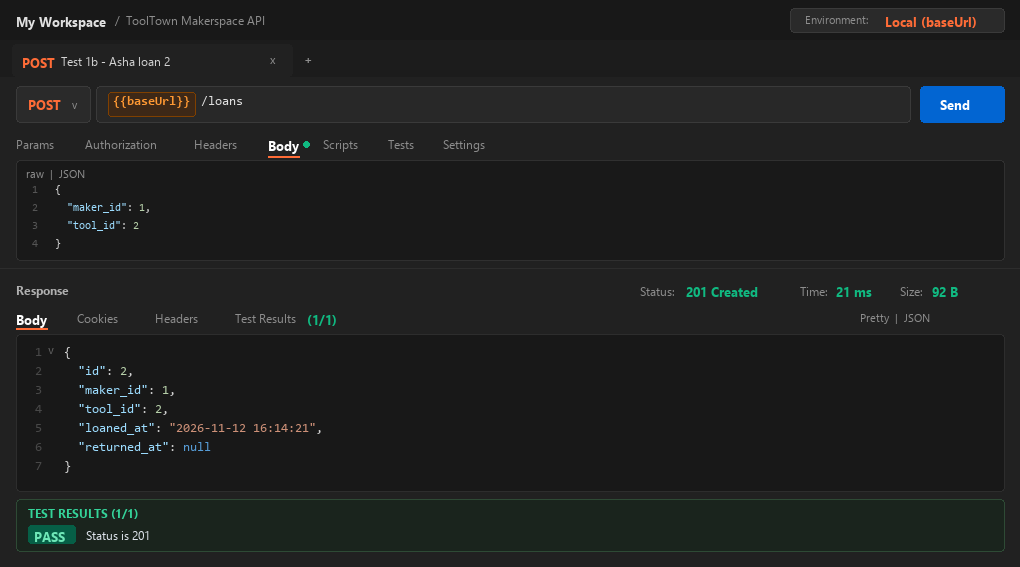 My Workspace / ToolTown Makerspace API
Environment: Local (baseUrl)
POST Test 1b - Asha loan 2 x +
POST v {{baseUrl}} /loans Send
Params Authorization Headers Body Scripts Tests Settings
raw | JSON
1 {
2 "maker_id": 1,
3 "tool_id": 2
4 }
Response Status: 201 Created Time: 21 ms Size: 92 B
Body Cookies Headers Test Results (1/1) Pretty | JSON
1 v {
2 "id": 2,
3 "maker_id": 1,
4 "tool_id": 2,
5 "loaned_at": "2026-11-12 16:14:21",
6 "returned_at": null
7 }
TEST RESULTS (1/1)
PASS Status is 201